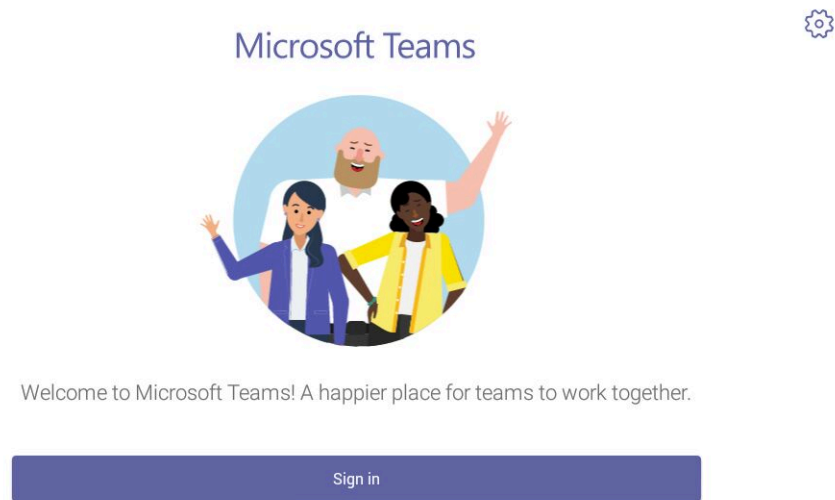 Microsoft Teams
Welcome to Microsoft Teams! A happier place for teams to work together.
Sign in